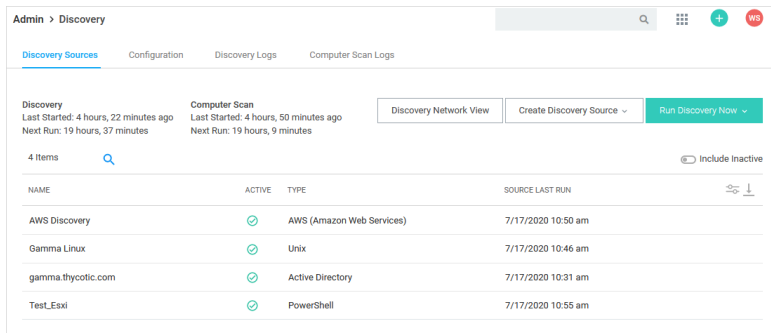 Admin > Discovery
WS
Discovery Sources Configuration Discovery Logs Computer Scan Logs
Discovery Computer Scan
Last Started: 4 hours, 22 minutes ago Last Started: 4 hours, 50 minutes ago
Next Run: 19 hours, 37 minutes Next Run: 19 hours, 9 minutes
Discovery Network View Create Discovery Source Run Discovery Now
4 Items Include Inactive
NAME ACTIVE TYPE SOURCE LAST RUN
AWS Discovery AWS (Amazon Web Services) 7/17/2020 10:50 am
Gamma Linux Unix 7/17/2020 10:46 am
gamma.thycotic.com Active Directory 7/17/2020 10:31 am
Test_Esxi PowerShell 7/17/2020 10:55 am